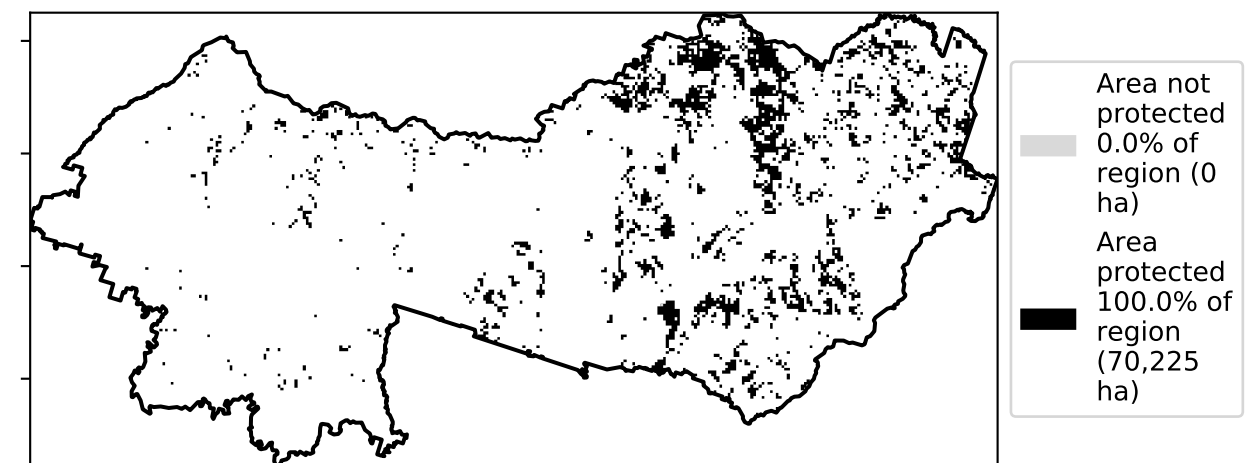 Area not
protected
0.0% of
region (0
ha)
Area
protected
100.0% of
region
(70,225
ha)